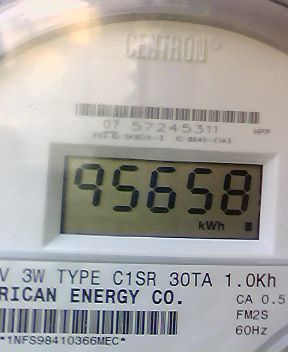 CENTRON®
07 57245311 HPP
95658
kWh
V 3W TYPE C1SR 30TA 1.0Kh
RICAN ENERGY CO. CA 0.5
FM2S
60Hz
*1NFS98410366MEC*